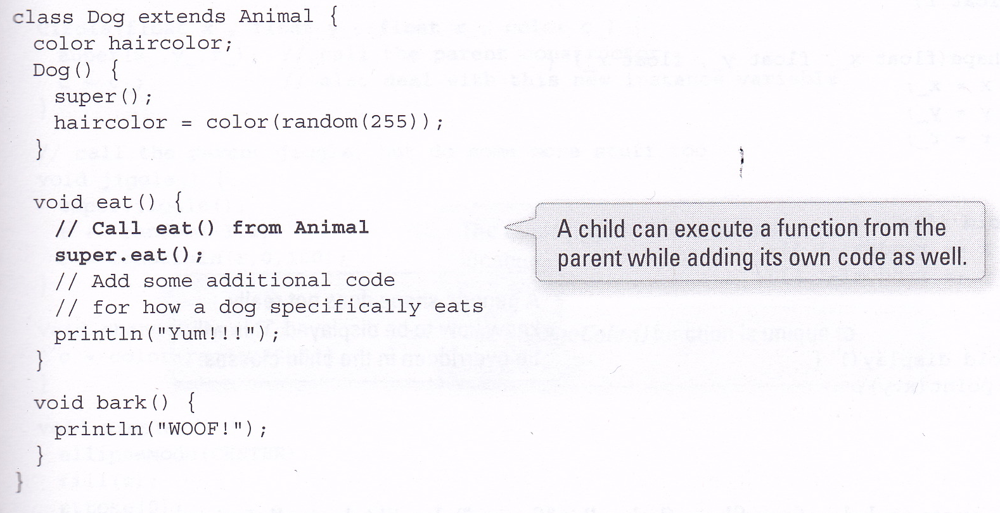 class Dog extends Animal {
color haircolor;
Dog() {
super();
haircolor = color(random(255));
}
void eat() {
// Call eat() from Animal
super.eat();
A child can execute a function from the
parent while adding its own code as well.
// Add some additional code
// for how a dog specifically eats
println("Yum!!!");
}
void bark() {
println("WOOF!");
}
}